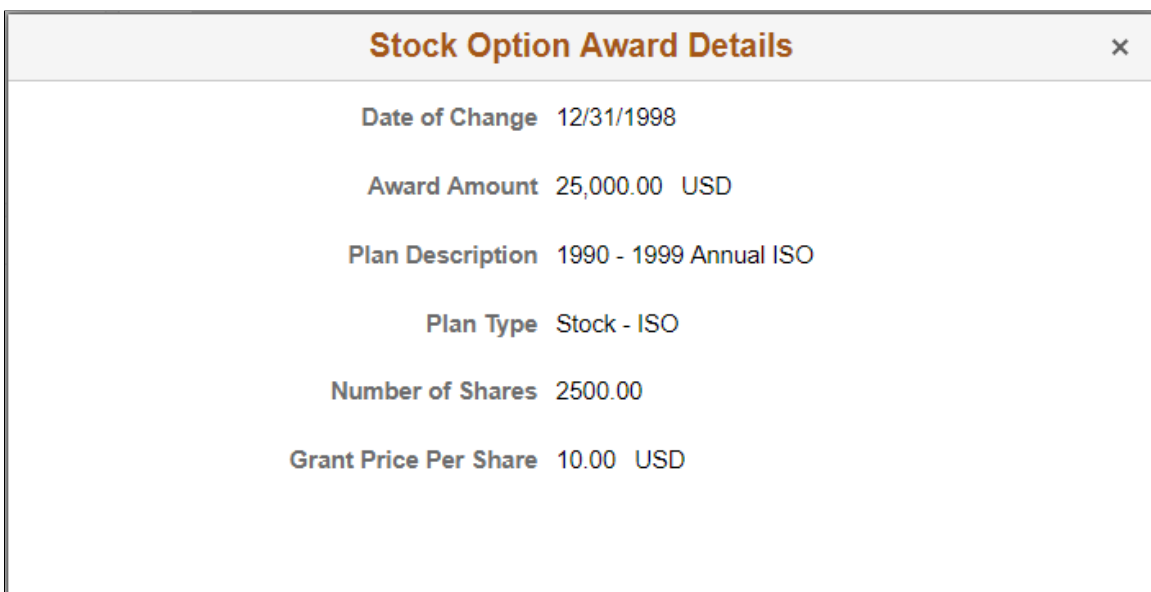 Stock Option Award Details ×
Date of Change 12/31/1998
Award Amount 25,000.00 USD
Plan Description 1990 - 1999 Annual ISO
Plan Type Stock - ISO
Number of Shares 2500.00
Grant Price Per Share 10.00 USD